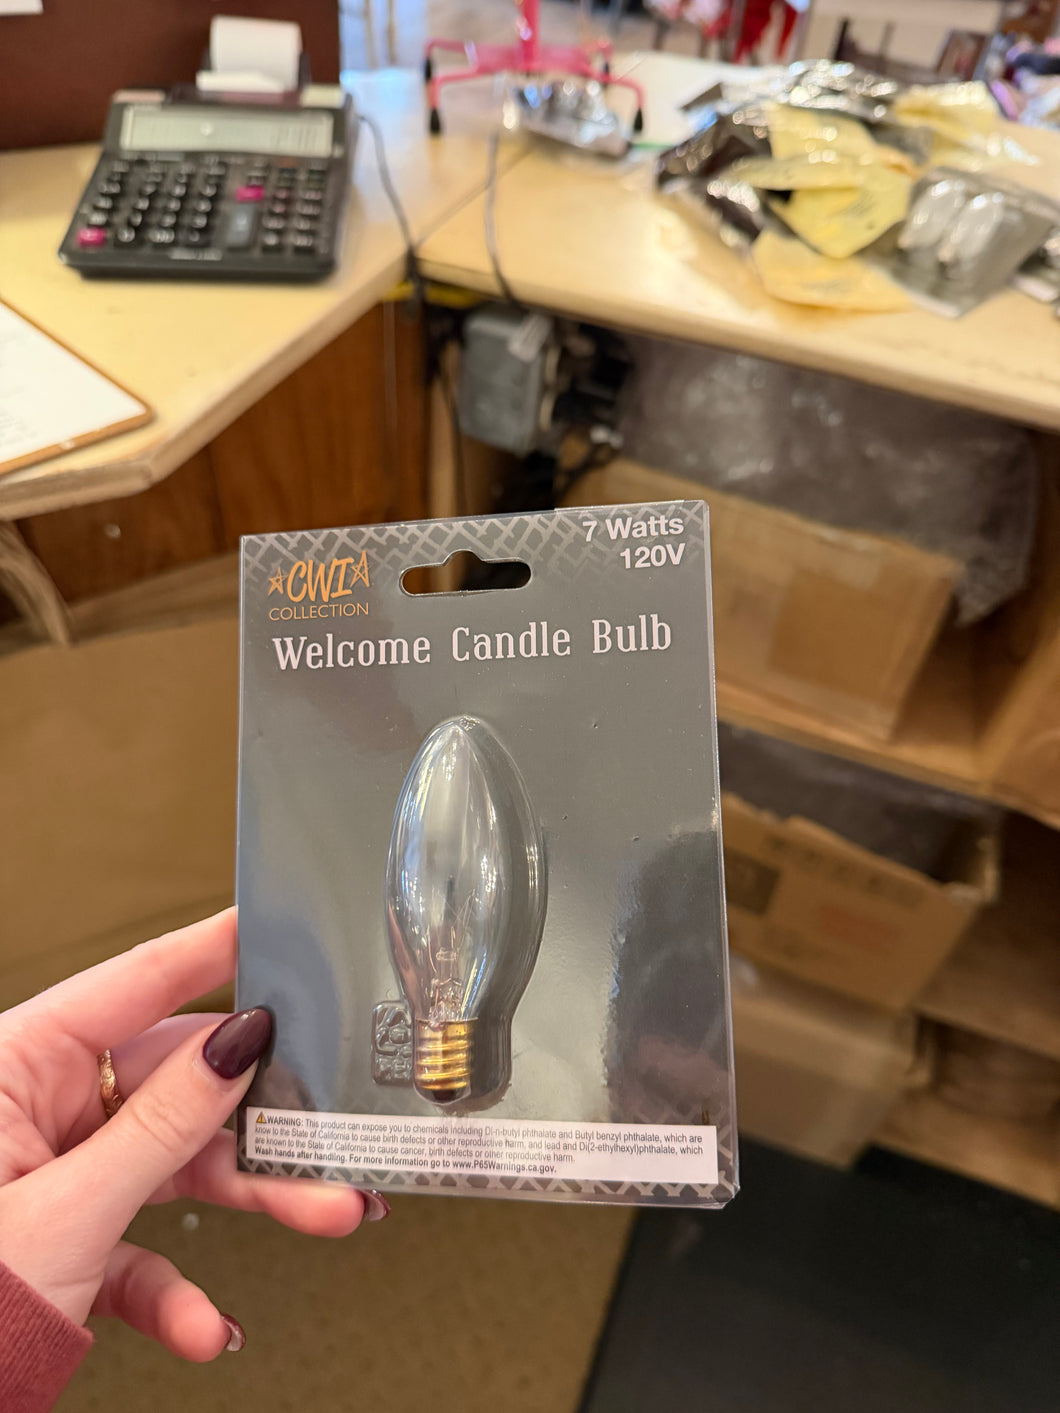 7 Watts
120V
CWI
COLLECTION
Welcome Candle Bulb
WARNING: This product can expose you to chemicals including Di-n-butyl phthalate and Butyl benzyl phthalate, which are
know to the State of California to cause birth defects or other reproductive harm, and lead and Di(2-ethylhexyl)phthalate, which
are known to the State of California to cause cancer, birth defects or other reproductive harm.
Wash hands after handling. For more information go to www.P65Warnings.ca.gov.